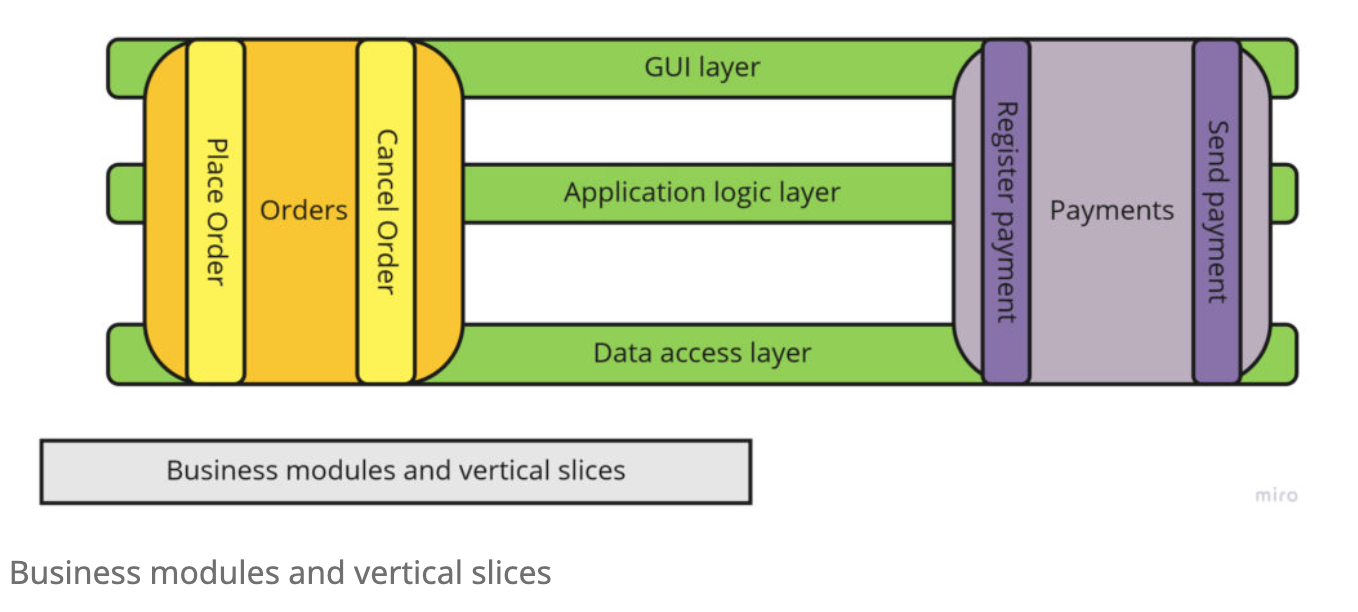 GUI layer
Place Order
Cancel Order
Register payment
Send payment
Application logic layer
Orders
Payments
Data access layer
Business modules and vertical slices
miro
Business modules and vertical slices